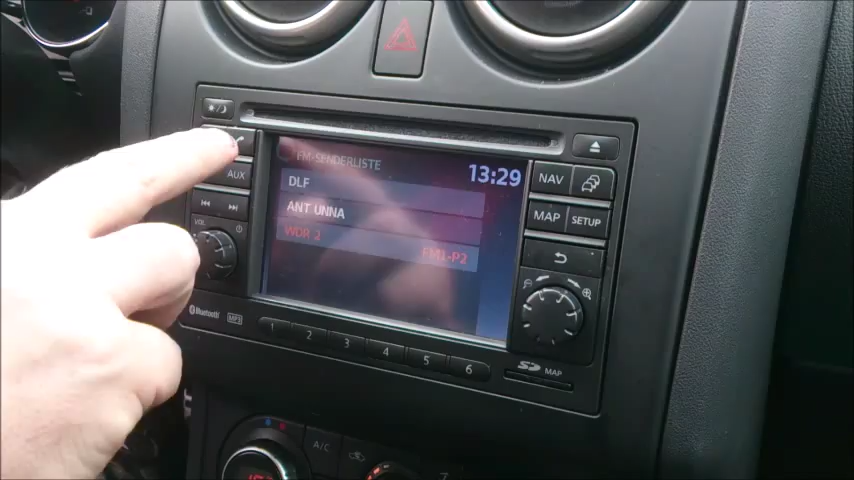 FM-SENDERLISTE
13:29
DLF
ANT UNNA
WDR 2
FM1-P2
AUX
VOL
NAV
MAP
SETUP
Bluetooth
MP3
1 2 3 4 5 6
SD MAP
A/C